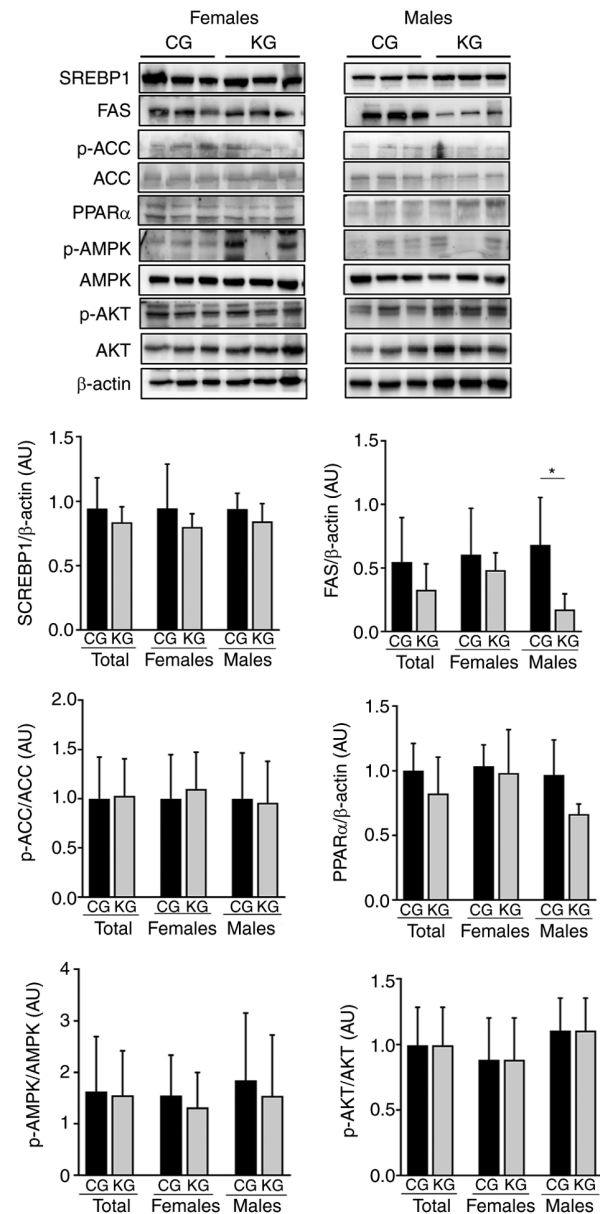 Females Males
CG KG CG KG
SREBP1
FAS
p-ACC
ACC
PPARα
p-AMPK
AMPK
p-AKT
AKT
β-actin
SCREBP1/β-actin (AU)
1.5
1.0
0.5
0.0
CG KG CG KG CG KG
Total Females Males
FAS/β-actin (AU)
1.5
1.0
0.5
0.0
*
CG KG CG KG CG KG
Total Females Males
p-ACC/ACC (AU)
2.0
1.5
1.0
0.5
0.0
CG KG CG KG CG KG
Total Females Males
PPARα/β-actin (AU)
1.5
1.0
0.5
0.0
CG KG CG KG CG KG
Total Females Males
p-AMPK/AMPK (AU)
4
3
2
1
0
CG KG CG KG CG KG
Total Females Males
p-AKT/AKT (AU)
1.5
1.0
0.5
0.0
CG KG CG KG CG KG
Total Females Males